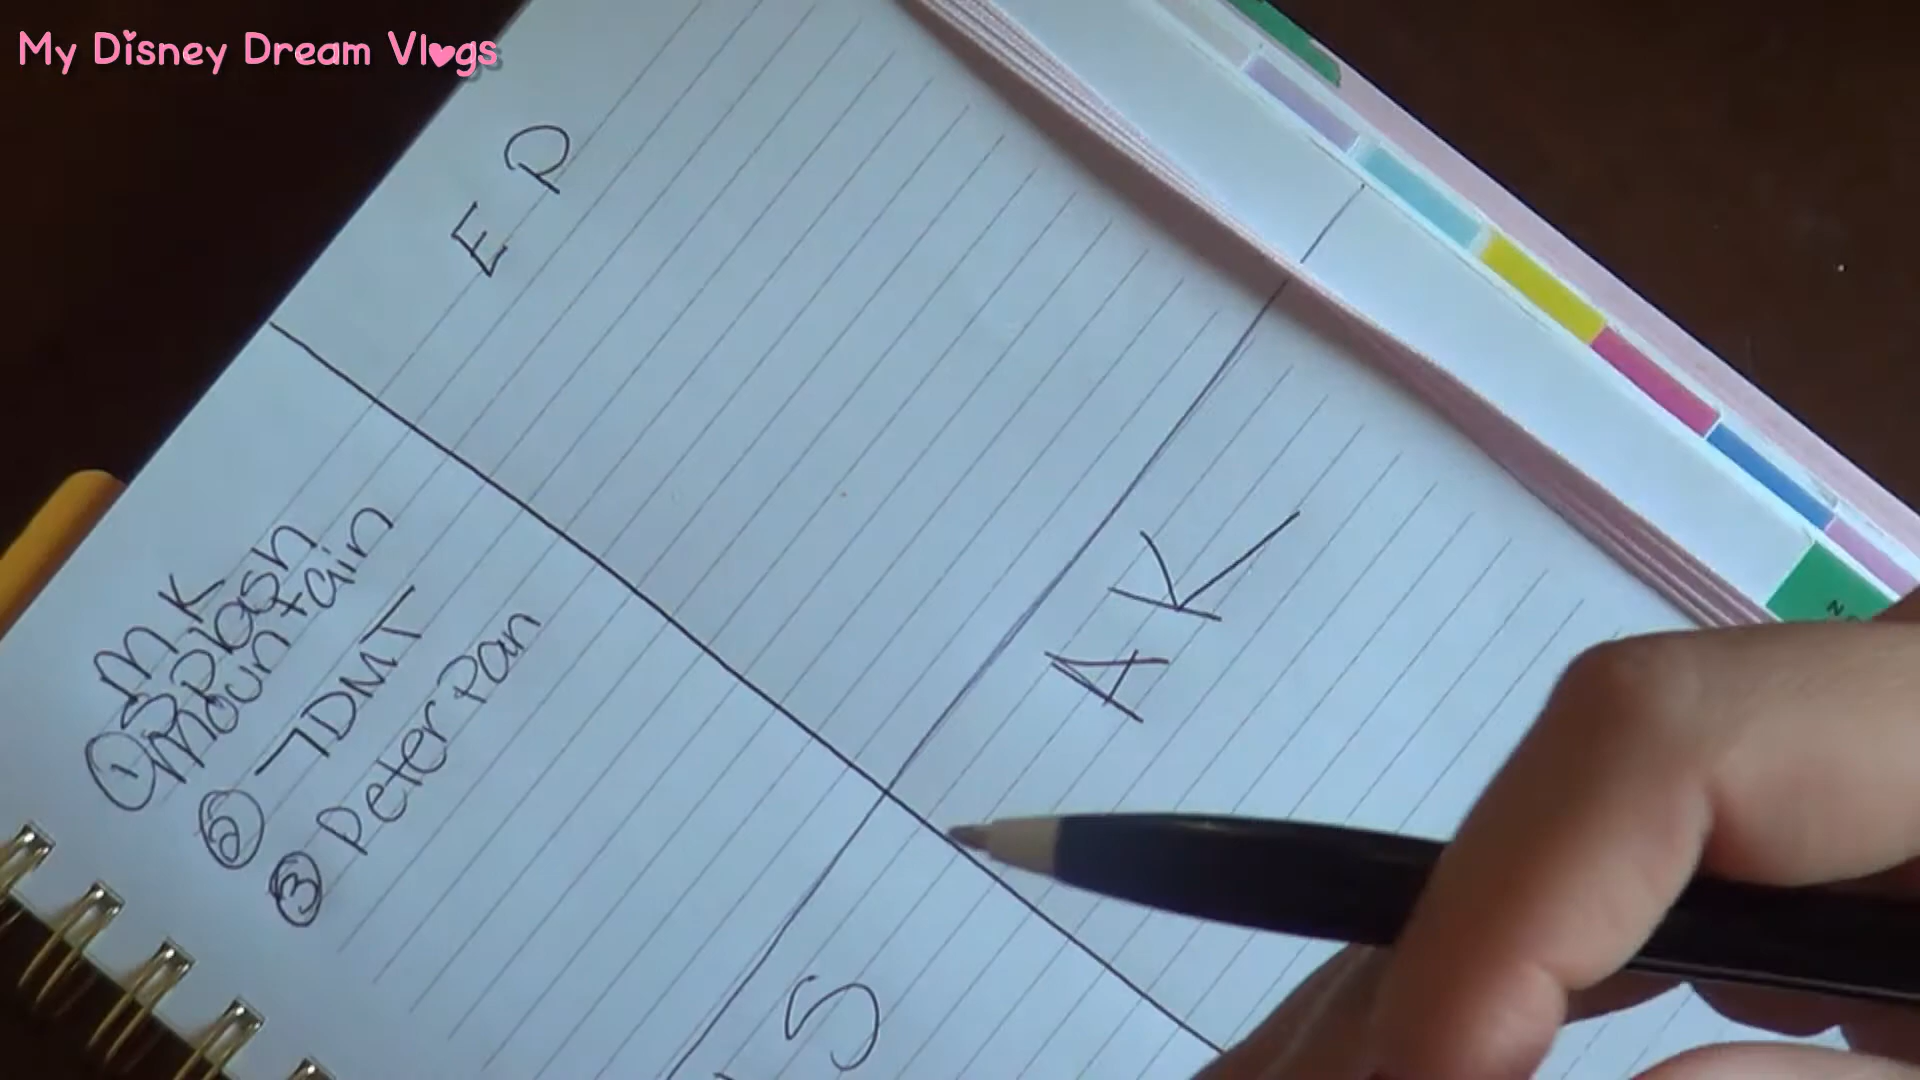 My Disney Dream Vlogs
MK
① Splash
Mountain
② 7DMT
③ Peter Pan
EP
AK
S